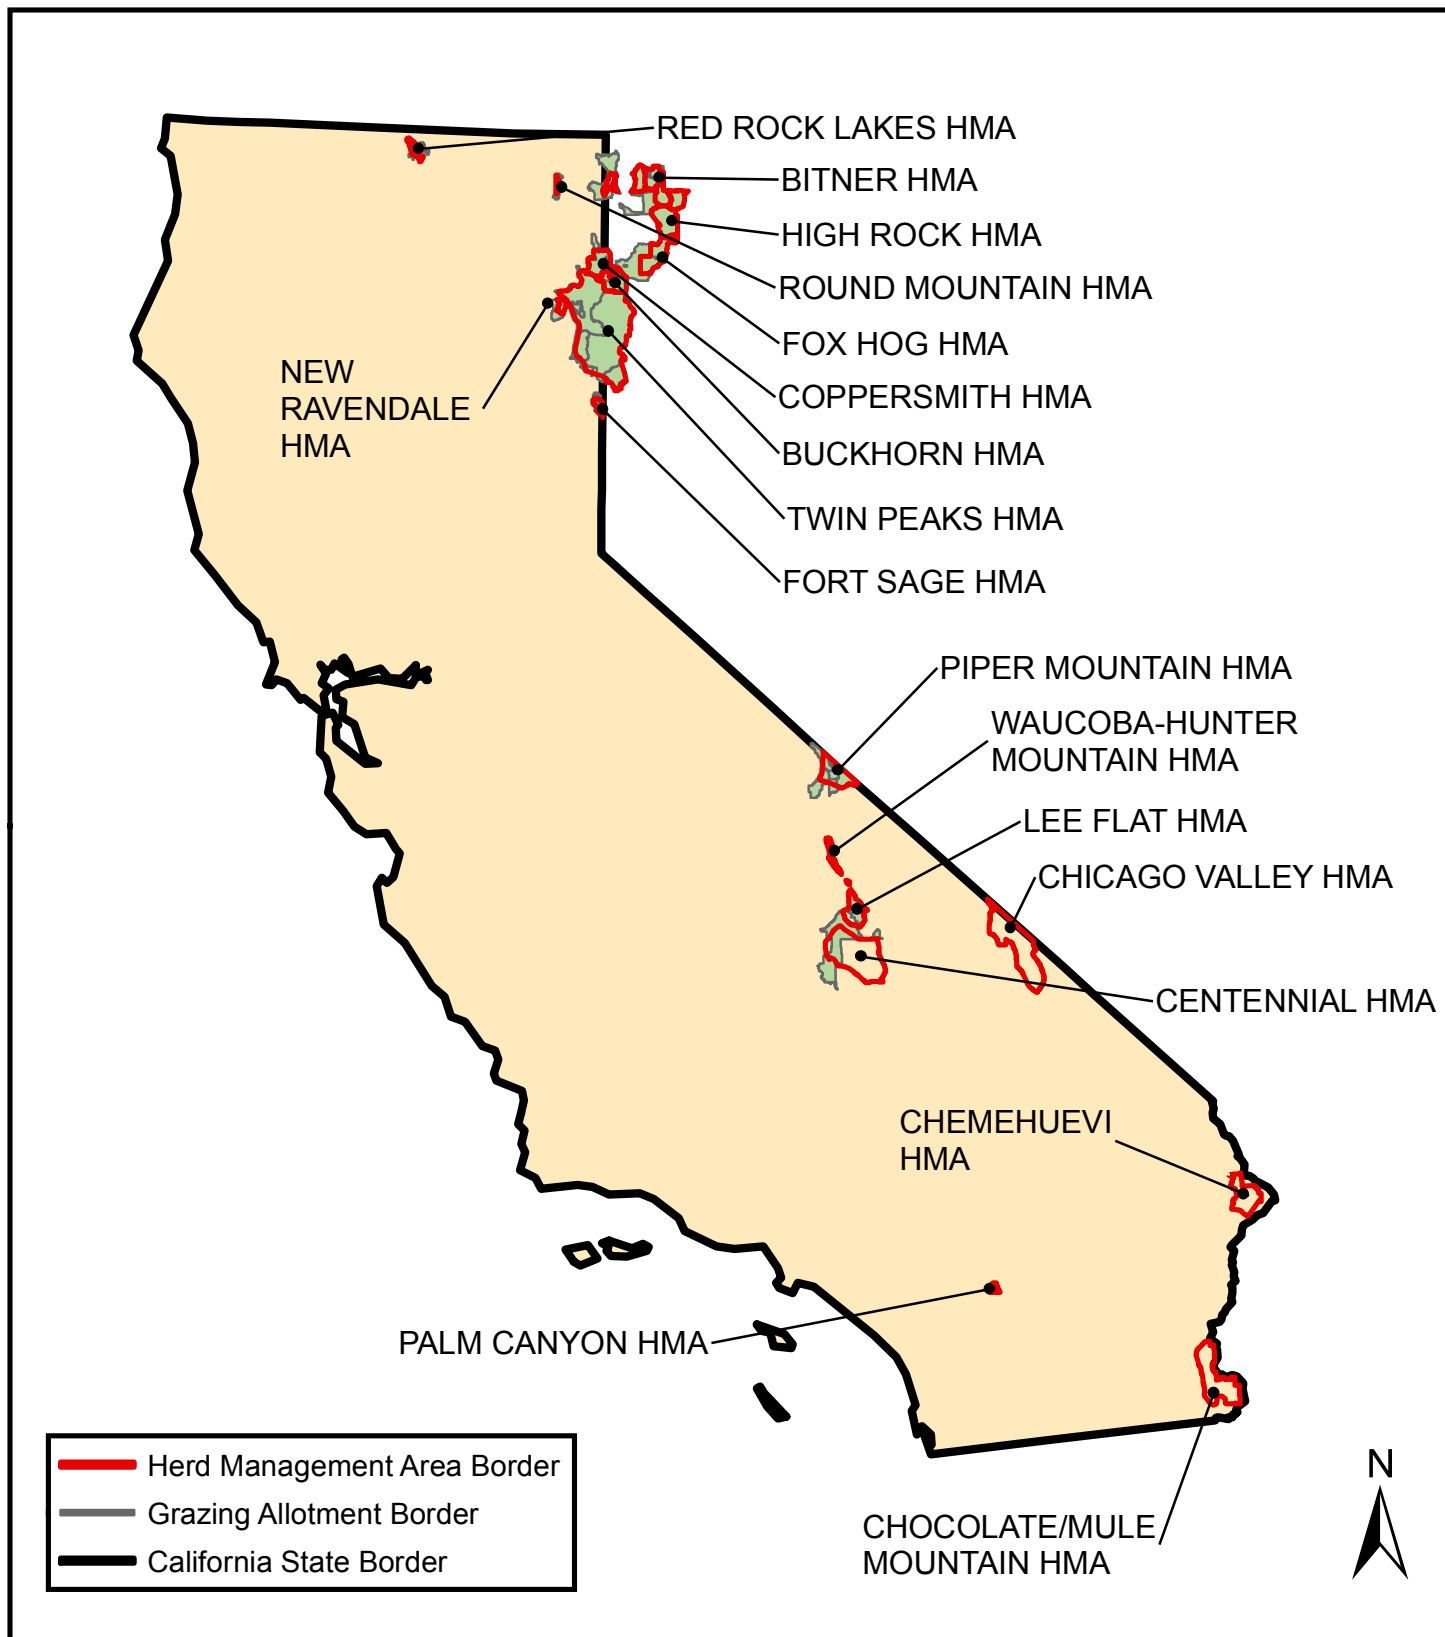 RED ROCK LAKES HMA
BITNER HMA
HIGH ROCK HMA
ROUND MOUNTAIN HMA
FOX HOG HMA
NEW
RAVENDALE
HMA
COPPERSMITH HMA
BUCKHORN HMA
TWIN PEAKS HMA
FORT SAGE HMA
PIPER MOUNTAIN HMA
WAUCOBA-HUNTER
MOUNTAIN HMA
LEE FLAT HMA
CHICAGO VALLEY HMA
CENTENNIAL HMA
CHEMEHUEVI
HMA
PALM CANYON HMA
CHOCOLATE/MULE
MOUNTAIN HMA
Herd Management Area Border
Grazing Allotment Border
California State Border
N